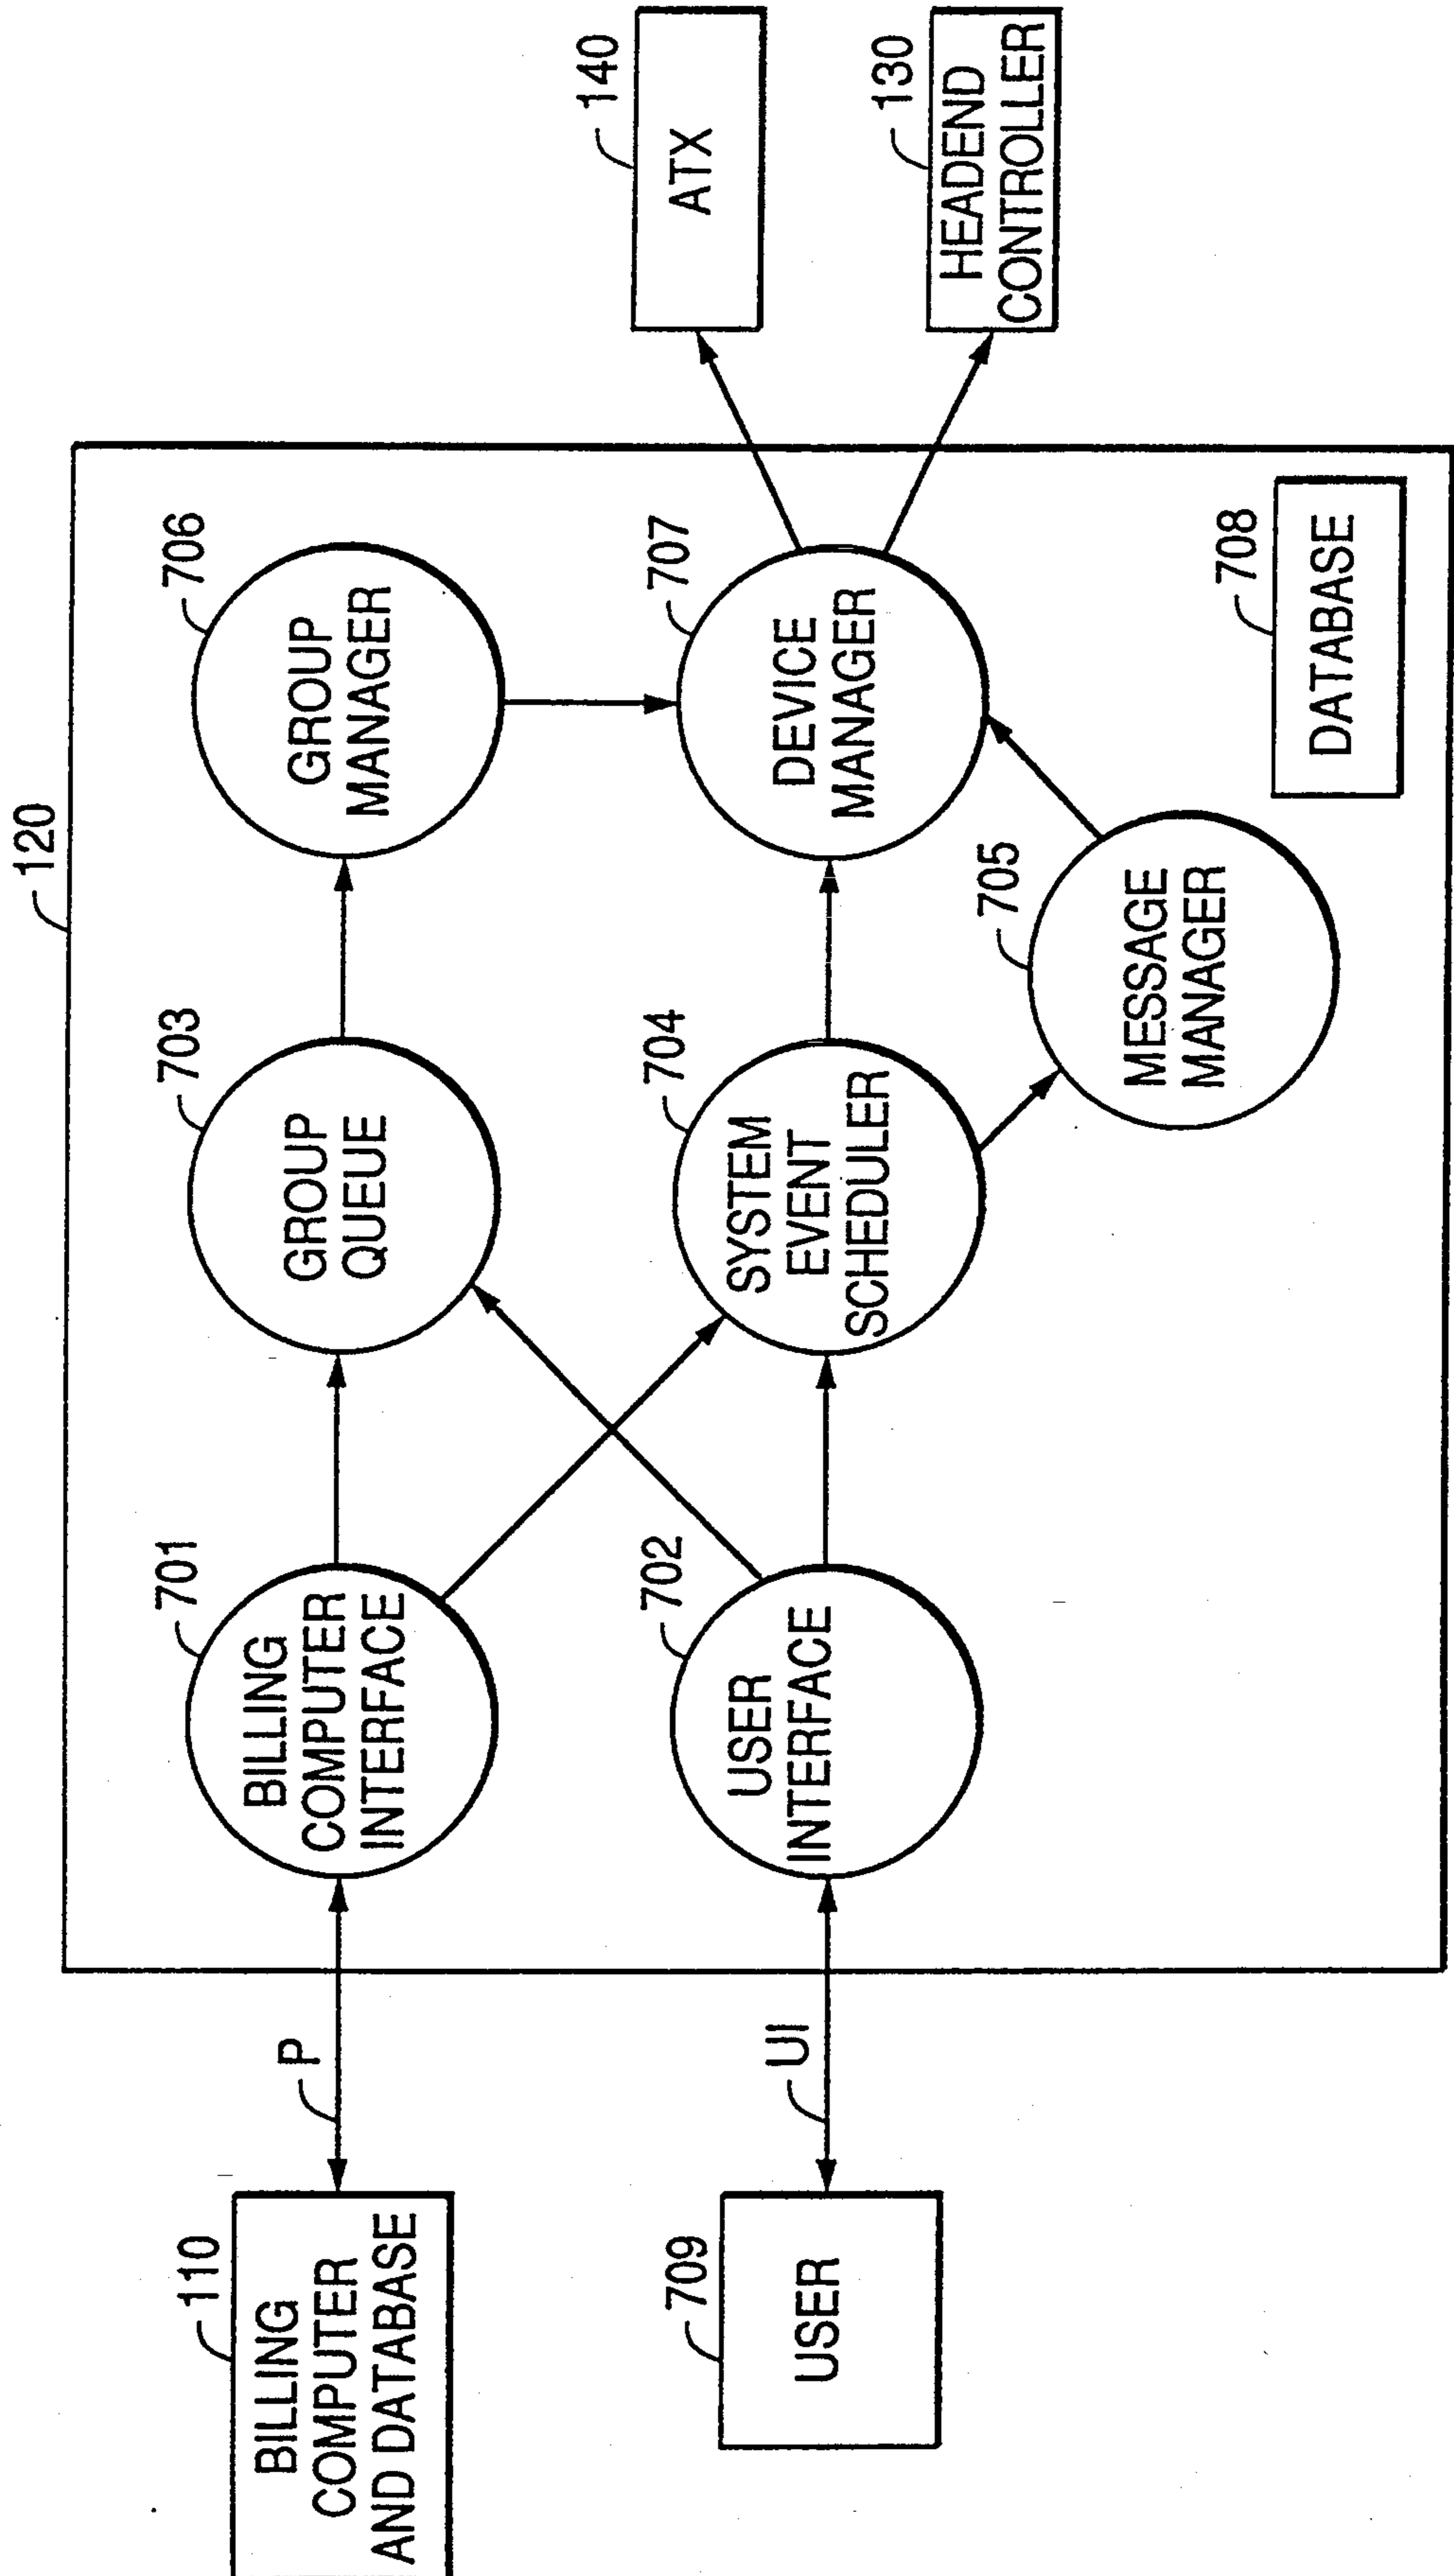 120
110
BILLING
COMPUTER
AND DATABASE
P
701
BILLING
COMPUTER
INTERFACE
703
GROUP
QUEUE
706
GROUP
MANAGER
140
ATX
709
USER
UI
702
USER
INTERFACE
704
SYSTEM
EVENT
SCHEDULER
707
DEVICE
MANAGER
130
HEADEND
CONTROLLER
705
MESSAGE
MANAGER
708
DATABASE